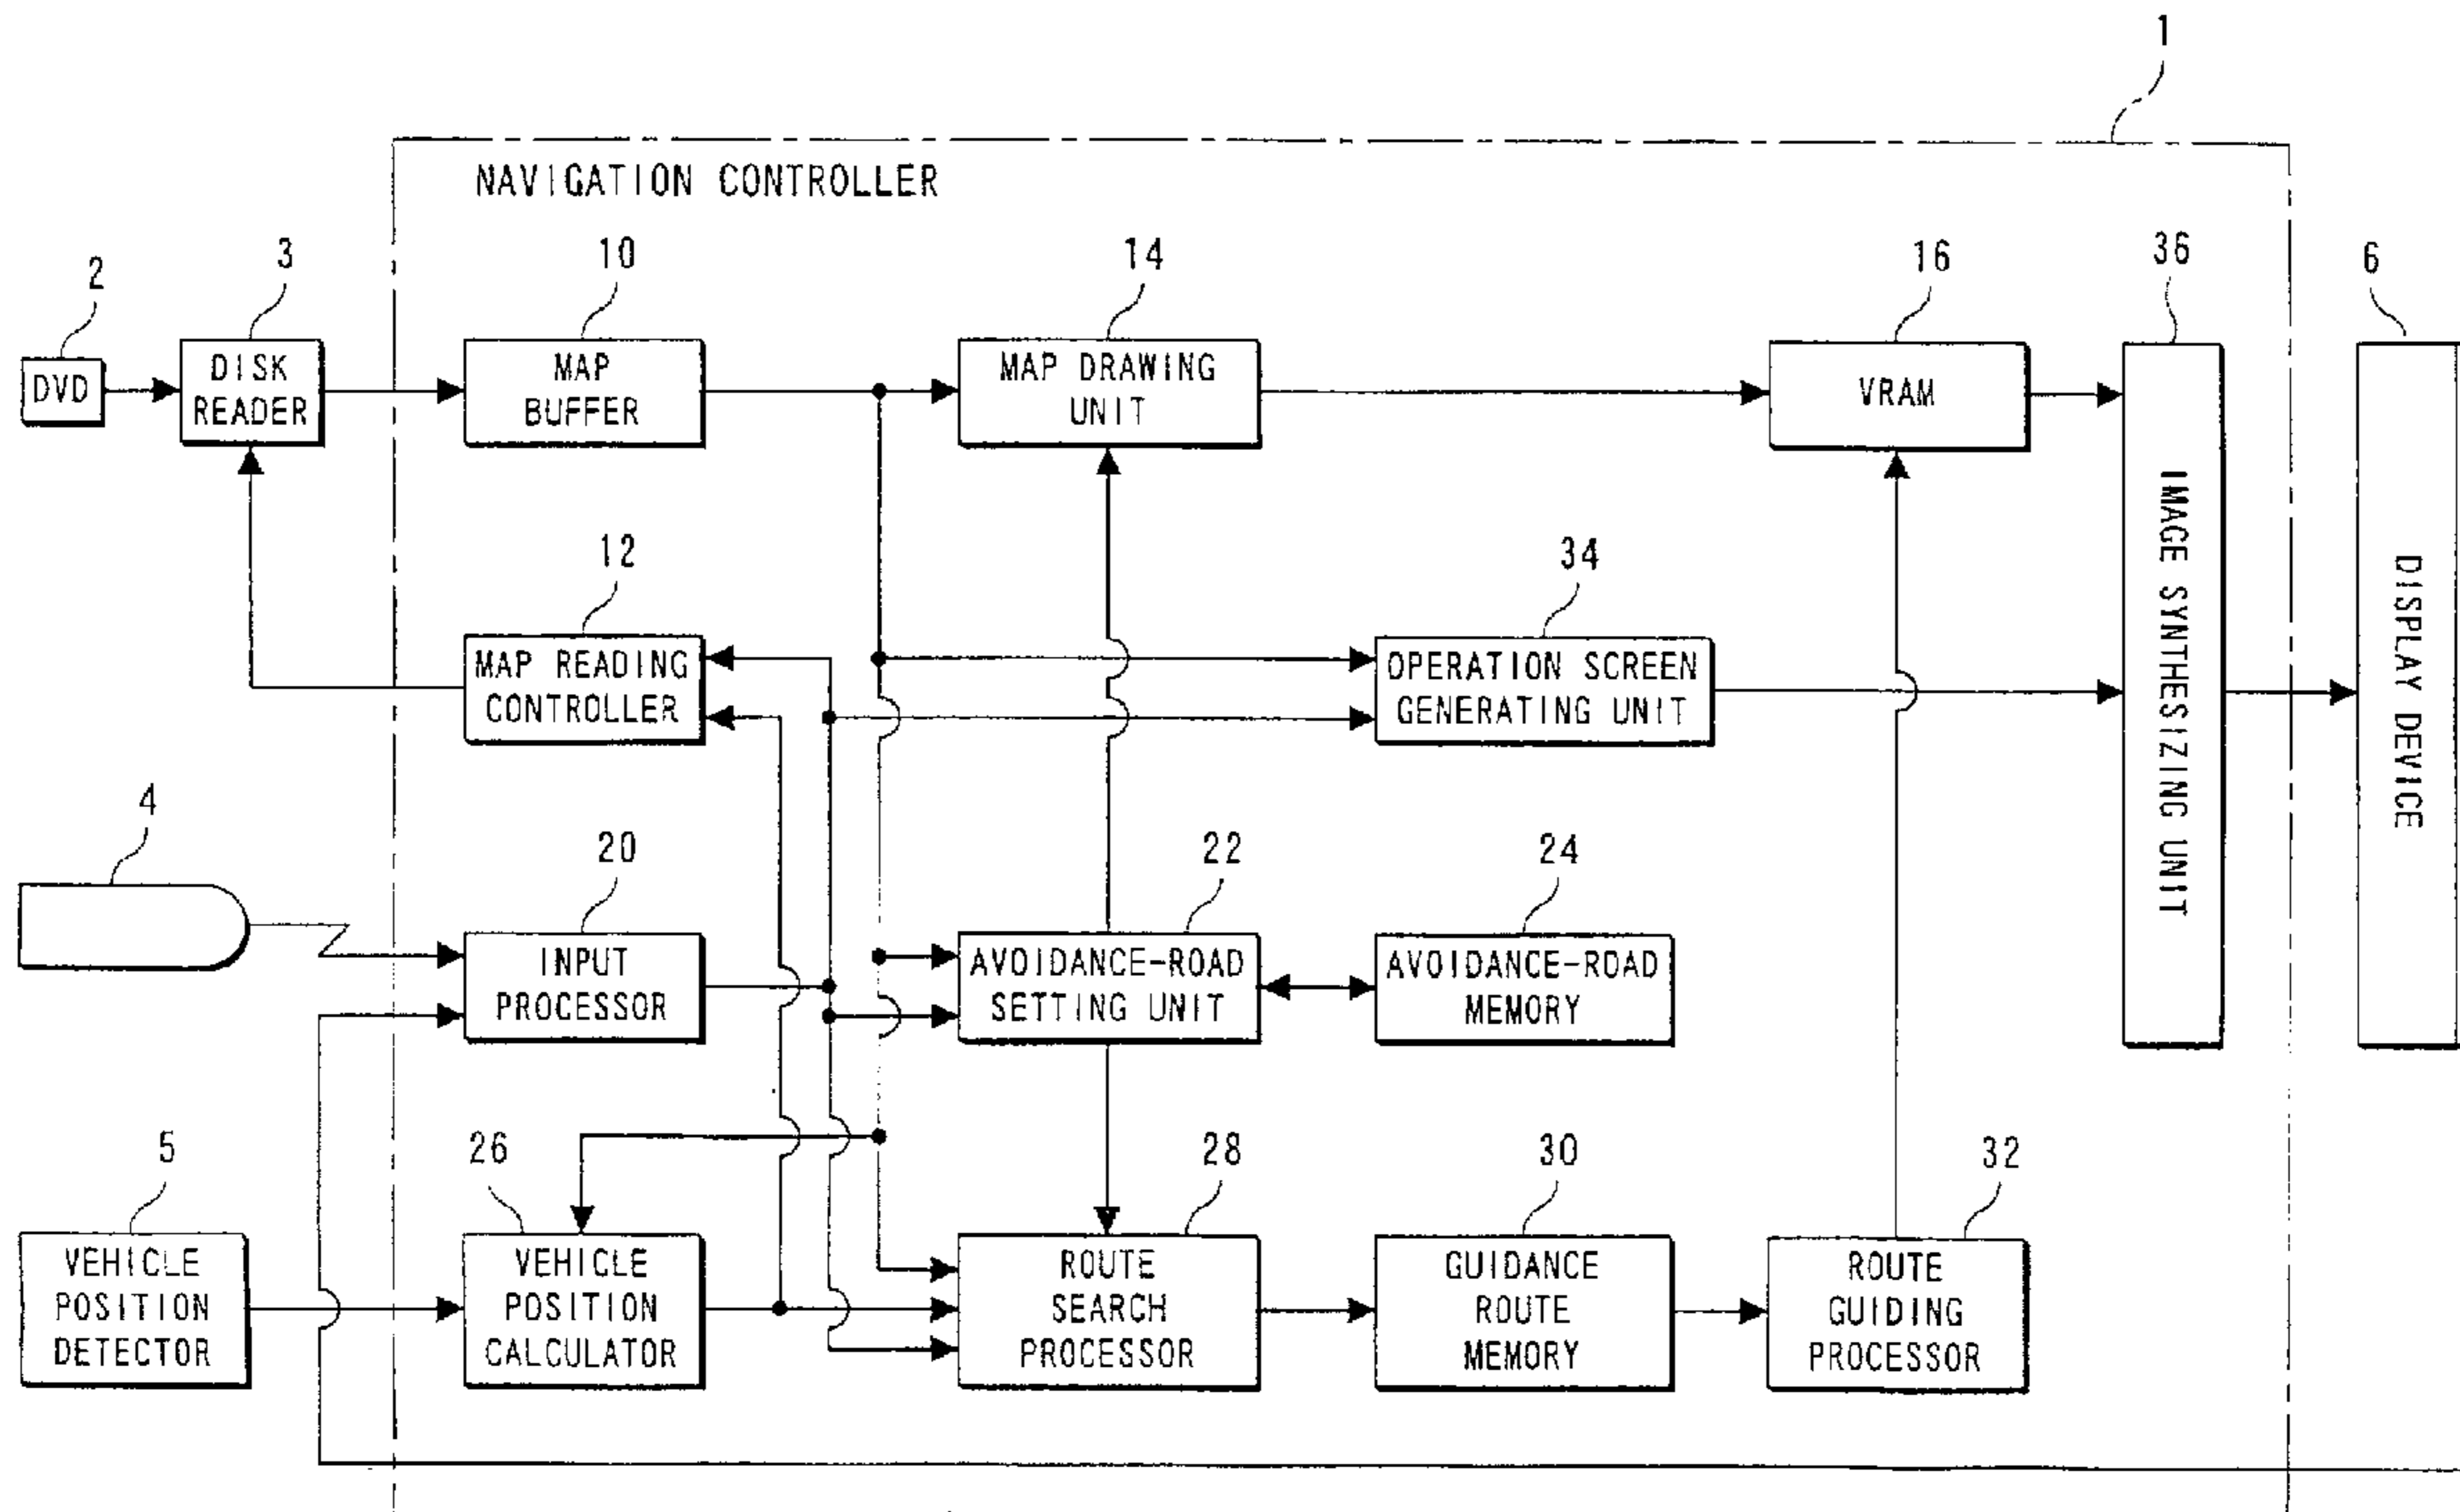 1
NAVIGATION CONTROLLER
2
3
10
14
16
36
6
DVD
DISK
READER
MAP
BUFFER
MAP DRAWING
UNIT
VRAM
IMAGE SYNTHESIZING UNIT
DISPLAY DEVICE
12
34
MAP READING
CONTROLLER
OPERATION SCREEN
GENERATING UNIT
4
20
22
24
INPUT
PROCESSOR
AVOIDANCE-ROAD
SETTING UNIT
AVOIDANCE-ROAD
MEMORY
5
26
28
30
32
VEHICLE
POSITION
DETECTOR
VEHICLE
POSITION
CALCULATOR
ROUTE
SEARCH
PROCESSOR
GUIDANCE
ROUTE
MEMORY
ROUTE
GUIDING
PROCESSOR